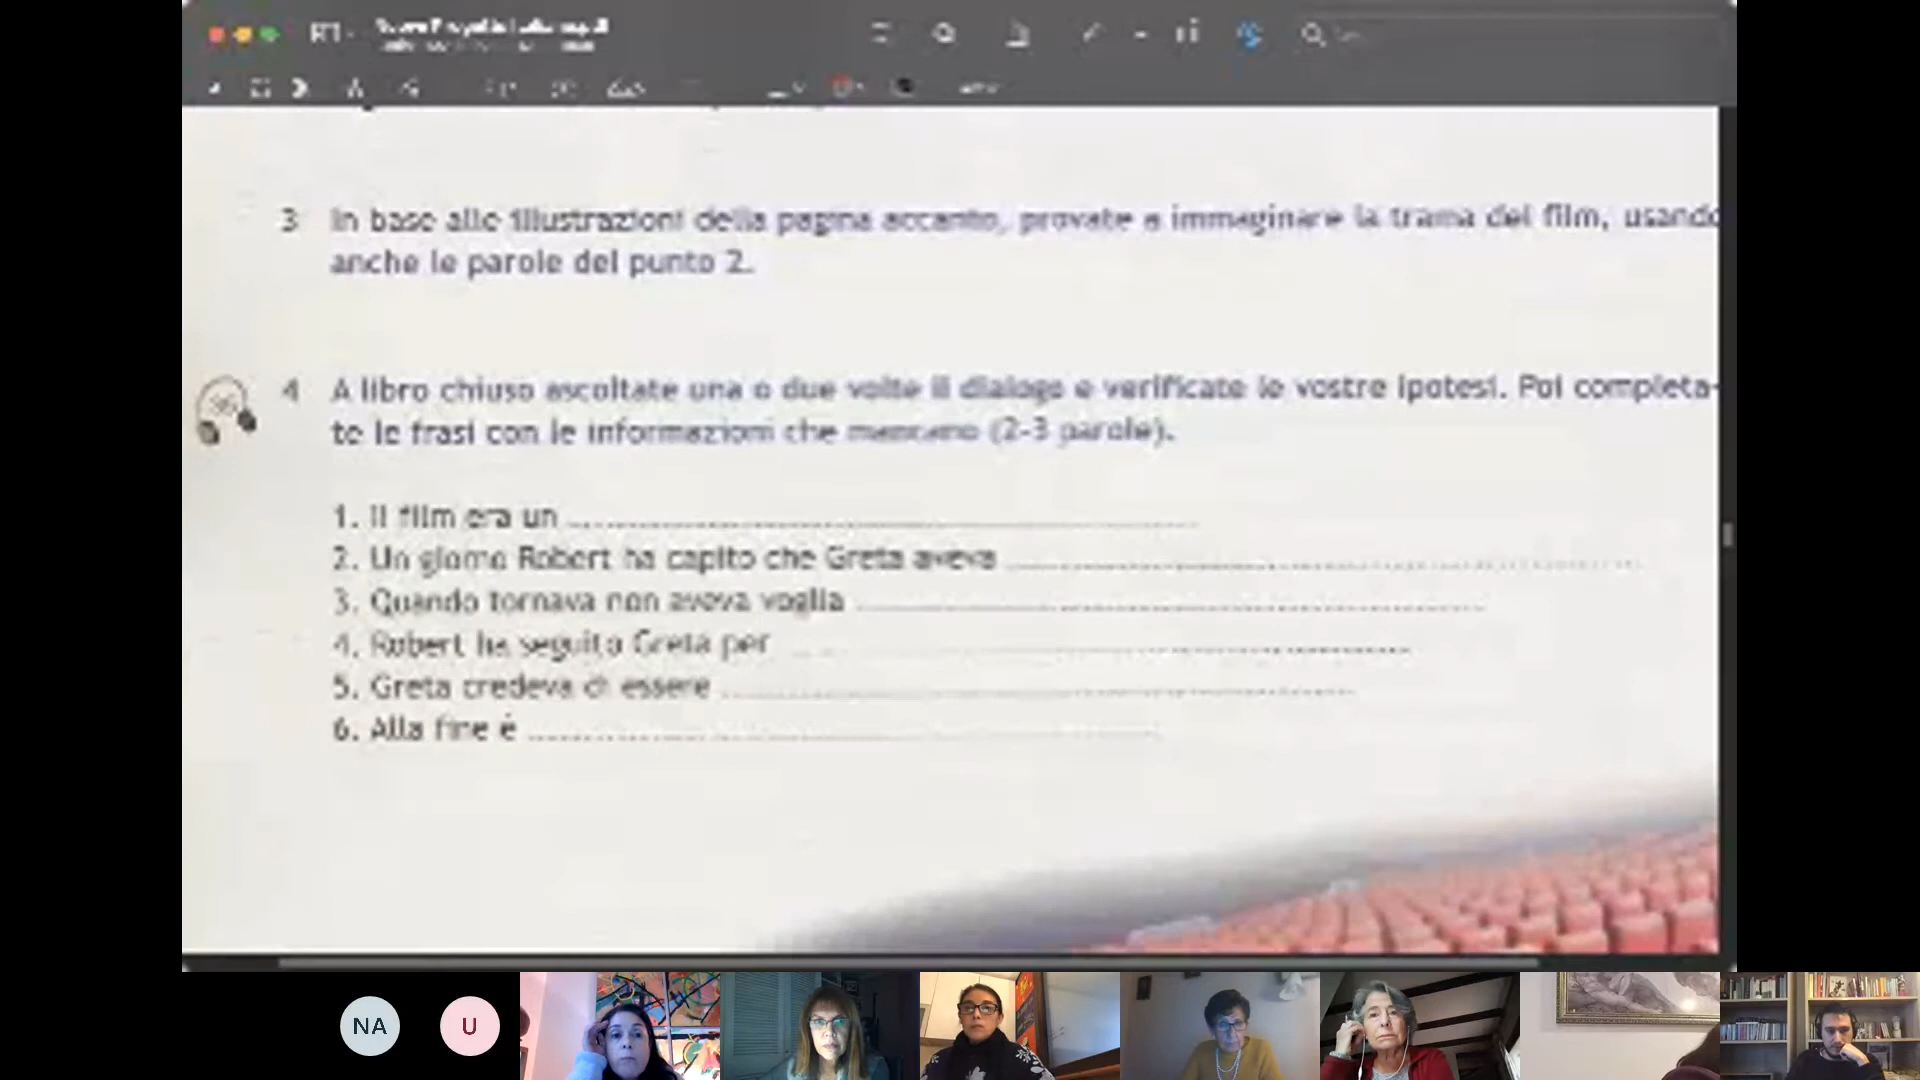 3 In base alle illustrazioni della pagina accanto, provate a immaginare la trama del film, usando
anche le parole del punto 2.
4 A libro chiuso ascoltate una o due volte il dialogo e verificate le vostre ipotesi. Poi completa-
te le frasi con le informazioni che mancano (2-3 parole).
1. Il film era un
2. Un giorno Robert ha capito che Greta aveva
3. Quando tornava non aveva voglia
4. Robert ha seguito Greta per
5. Greta credeva di essere
6. Alla fine è
NA
U